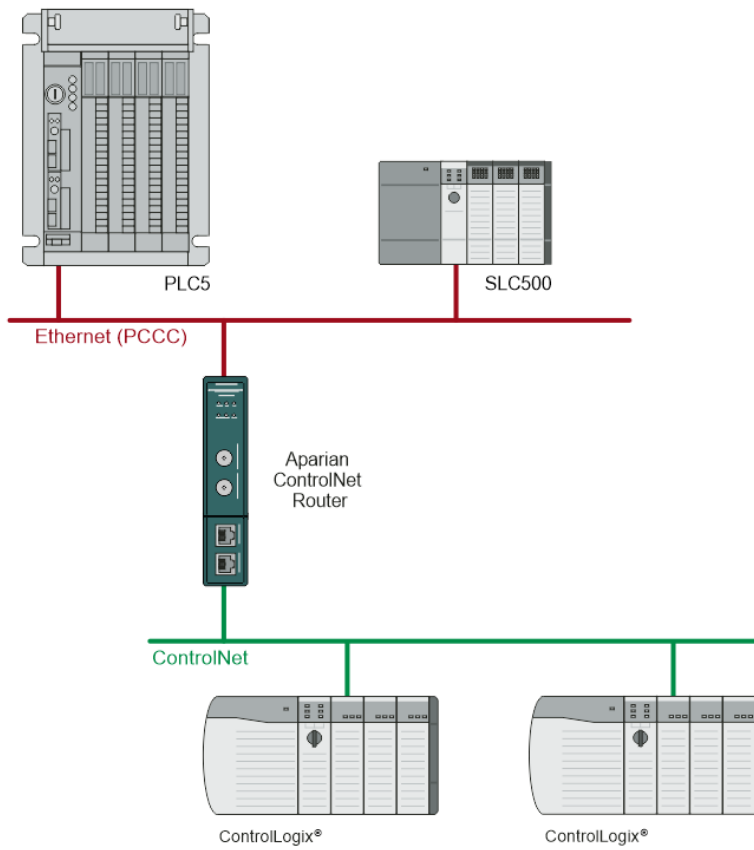 PLC5
SLC500
Ethernet (PCCC)
Aparian
ControlNet
Router
ControlNet
ControlLogix®
ControlLogix®